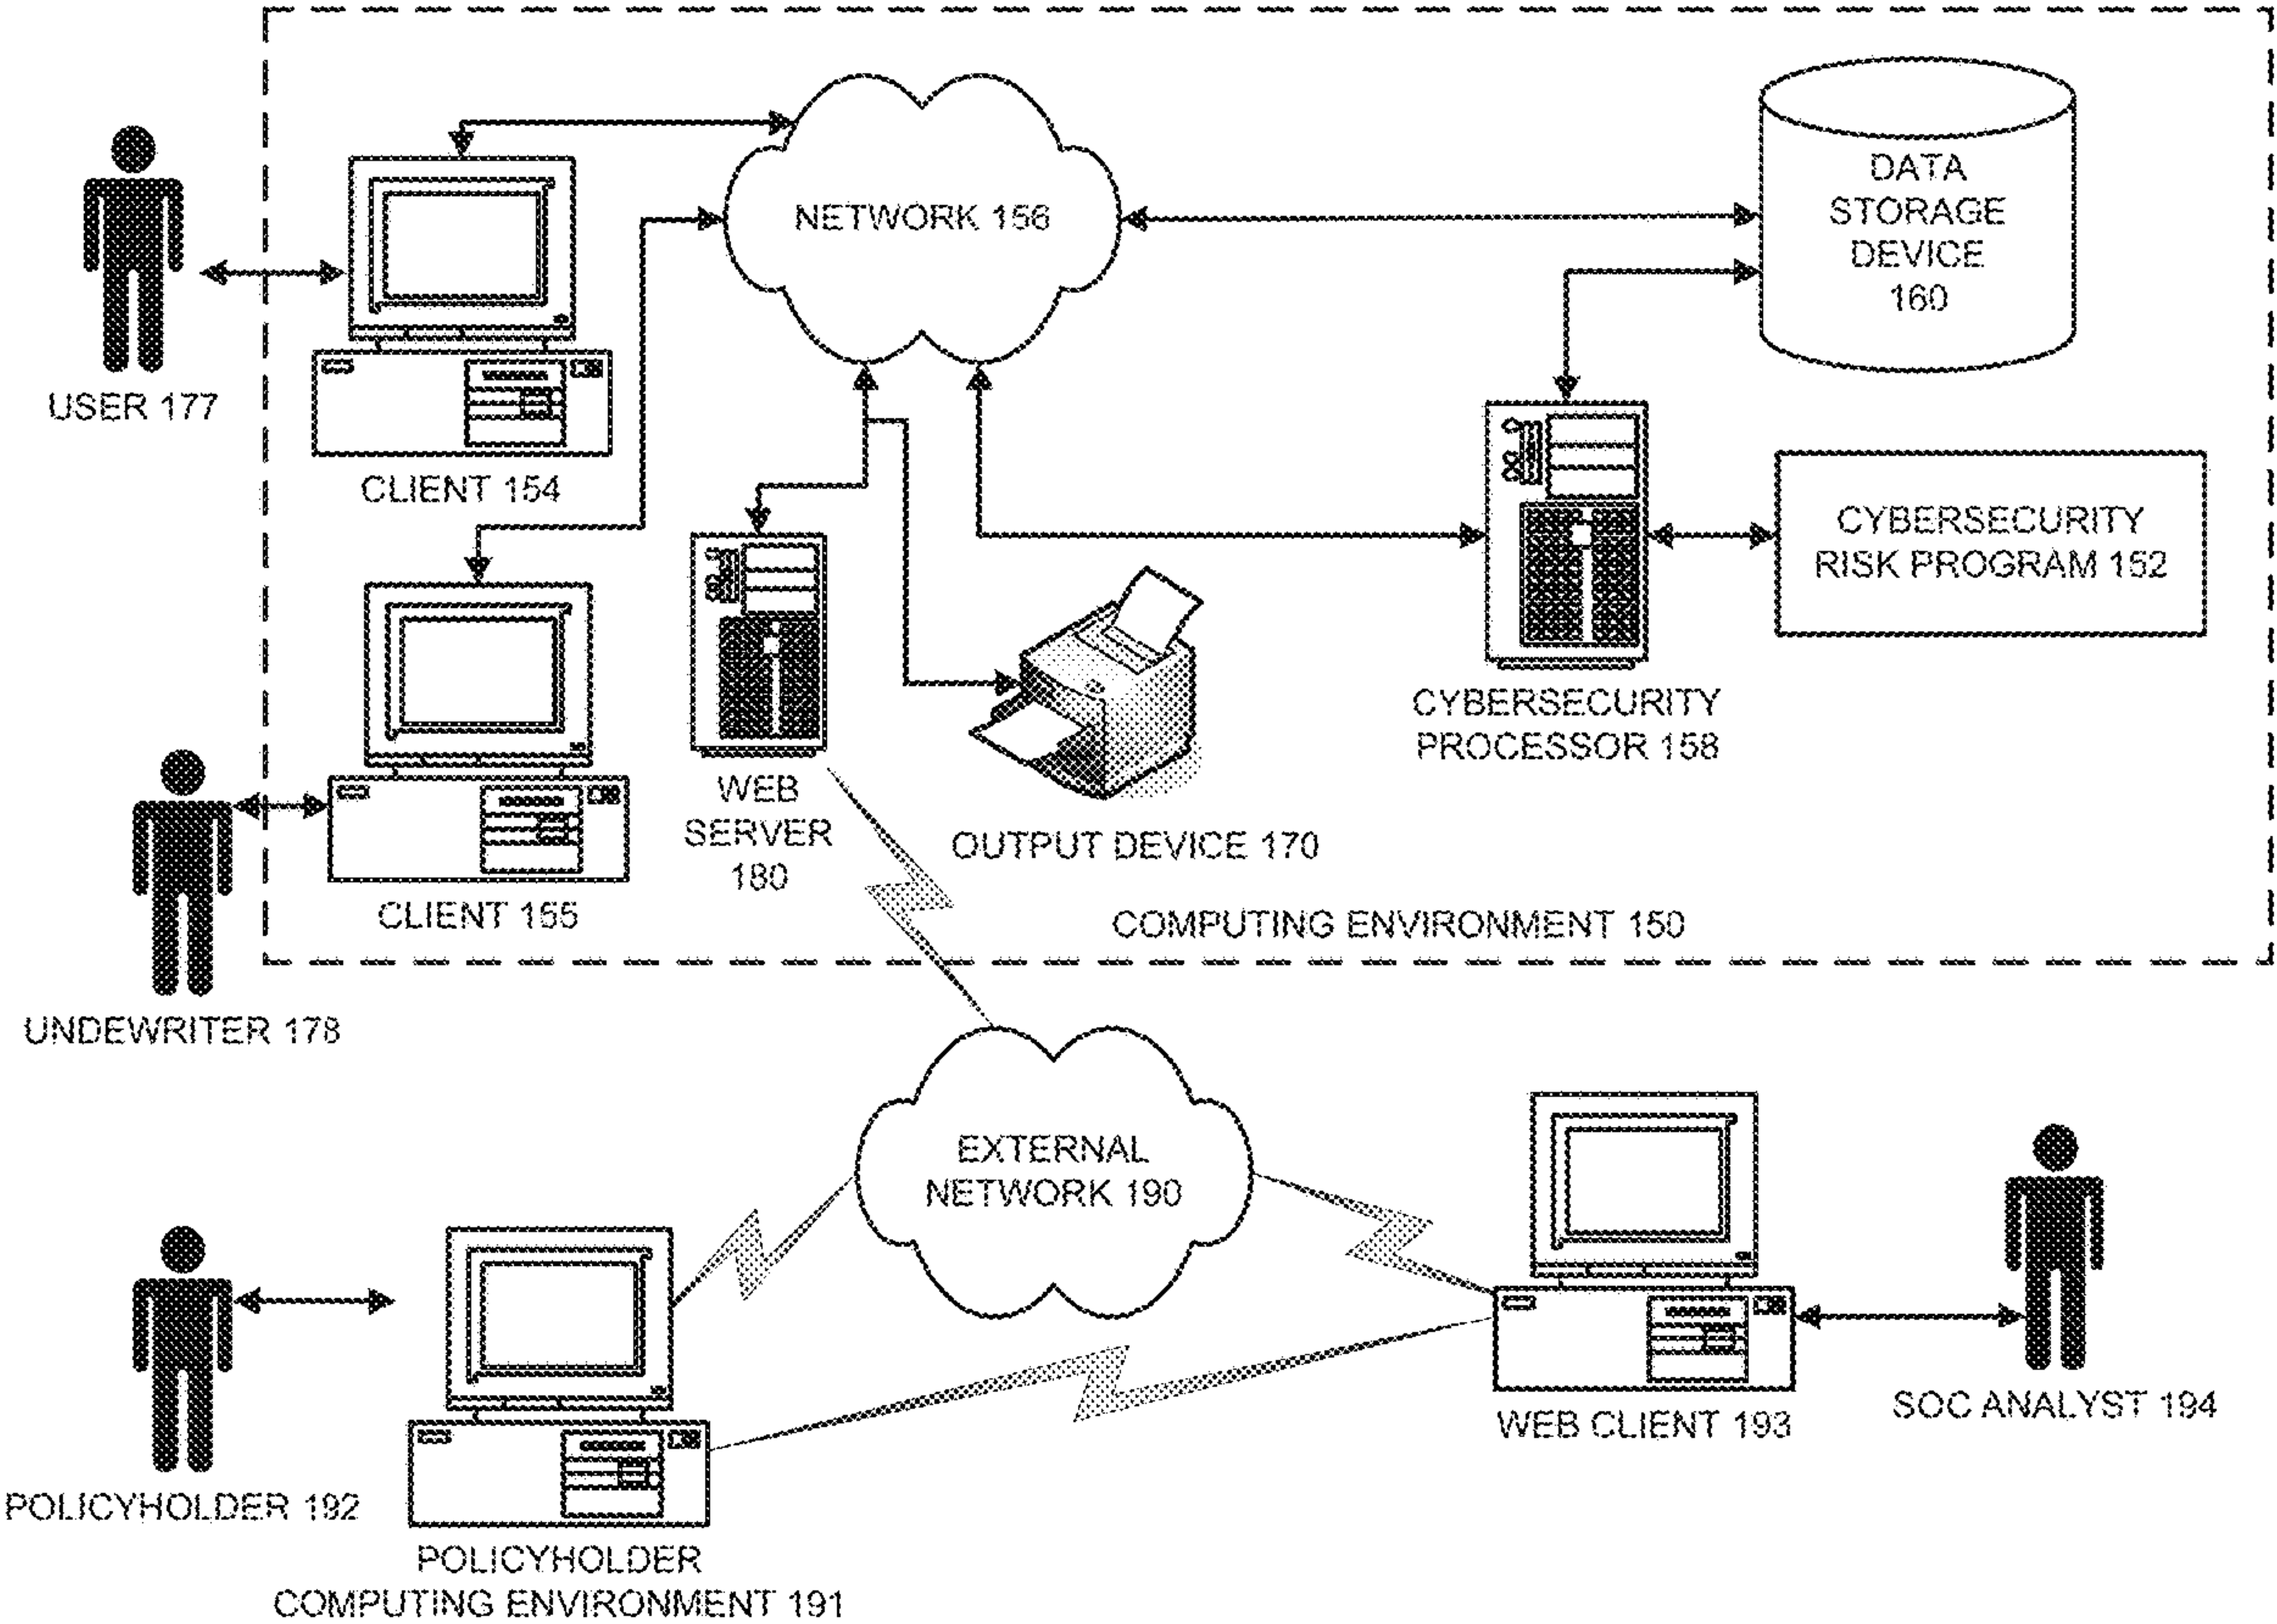 USER 177
CLIENT 154
NETWORK 156
DATA
STORAGE
DEVICE
160
CYBERSECURITY
RISK PROGRAM 152
CYBERSECURITY
PROCESSOR 158
WEB
SERVER
180
OUTPUT DEVICE 170
CLIENT 155
COMPUTING ENVIRONMENT 150
UNDEWRITER 178
EXTERNAL
NETWORK 190
POLICYHOLDER 192
POLICYHOLDER
COMPUTING ENVIRONMENT 191
WEB CLIENT 193
SOC ANALYST 194